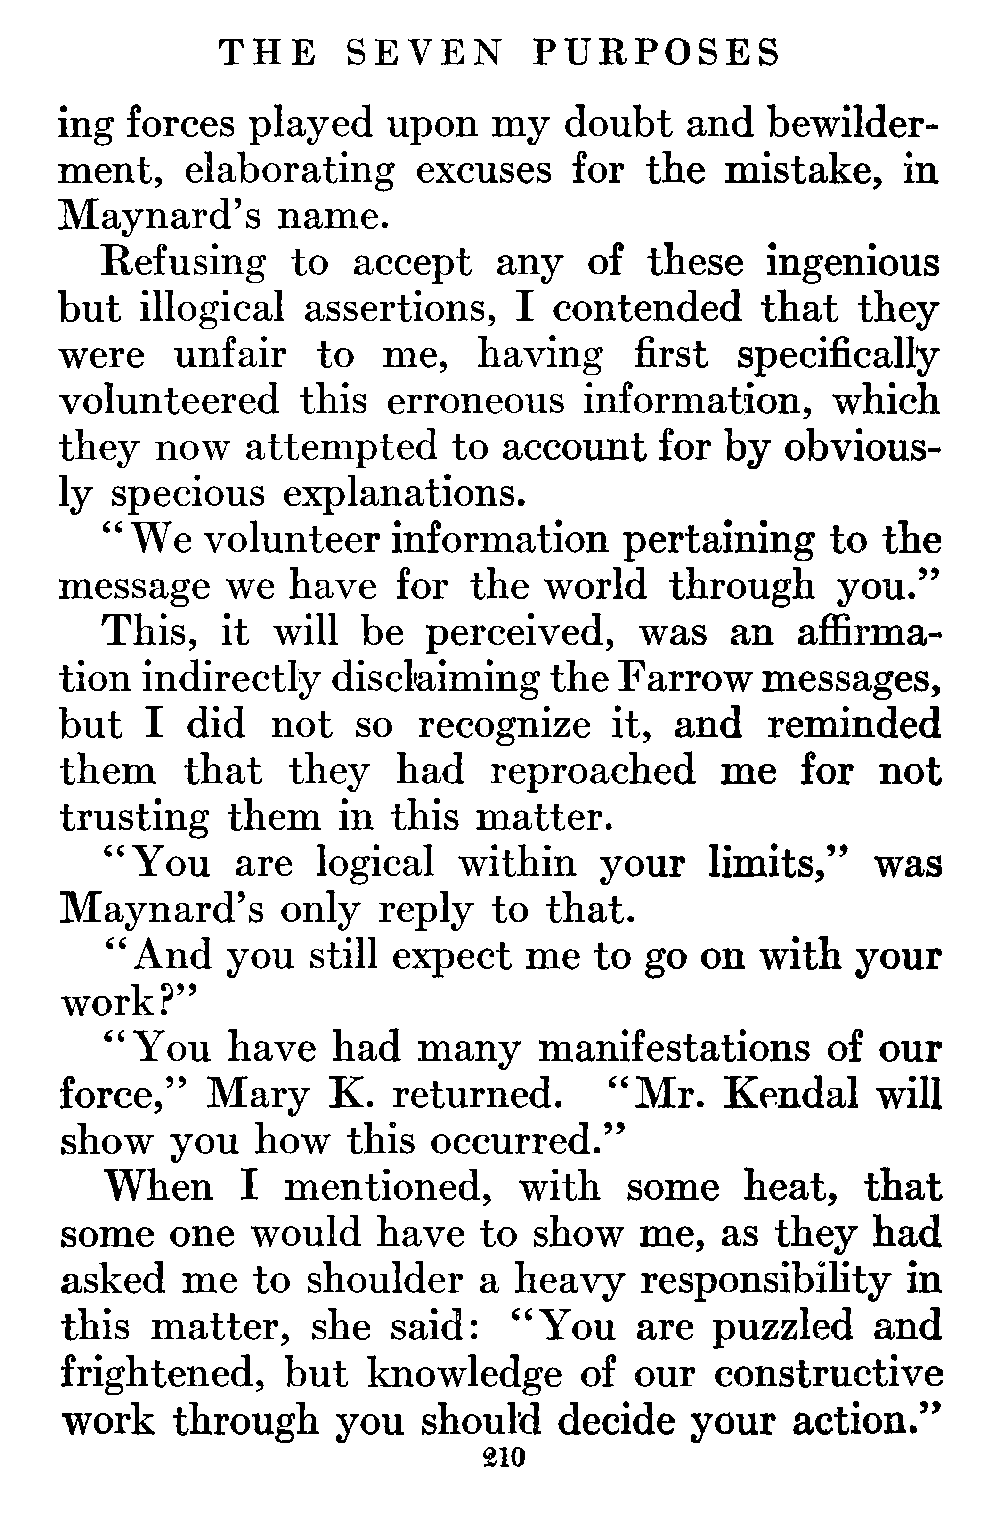 THE SEVEN PURPOSES
ing forces played upon my doubt and bewilder-
ment, elaborating excuses for the mistake, in
Maynard's name.
Refusing to accept any of these ingenious
but illogical assertions, I contended that they
were unfair to me, having first specifically
volunteered this erroneous information, which
they now attempted to account for by obvious-
ly specious explanations.
"We volunteer information pertaining to the
message we have for the world through you."
This, it will be perceived, was an affirma-
tion indirectly disclaiming the Farrow messages,
but I did not so recognize it, and reminded
them that they had reproached me for not
trusting them in this matter.
"You are logical within your limits," was
Maynard's only reply to that.
"And you still expect me to go on with your
work?"
"You have had many manifestations of our
force," Mary K. returned. "Mr. Kendal will
show you how this occurred."
When I mentioned, with some heat, that
some one would have to show me, as they had
asked me to shoulder a heavy responsibility in
this matter, she said: "You are puzzled and
frightened, but knowledge of our constructive
work through you should decide your action."
210